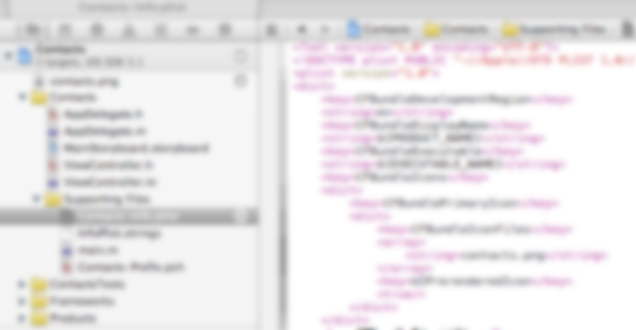 Contacts-Info.plist
Contacts
Contacts
Supporting Files
Contacts
2 targets, iOS SDK 5.1
contacts.png
Contacts
AppDelegate.h
AppDelegate.m
MainStoryboard.storyboard
ViewController.h
ViewController.m
Supporting Files
Contacts-Info.plist
InfoPlist.strings
main.m
Contacts-Prefix.pch
ContactsTests
Frameworks
Products
<?xml version="1.0" encoding="UTF-8"?>
<!DOCTYPE plist PUBLIC "-//Apple//DTD PLIST 1.0//
<plist version="1.0">
<dict>
<key>CFBundleDevelopmentRegion</key>
<string>en</string>
<key>CFBundleDisplayName</key>
<string>${PRODUCT_NAME}</string>
<key>CFBundleExecutable</key>
<string>${EXECUTABLE_NAME}</string>
<key>CFBundleIcons</key>
<dict>
<key>CFBundlePrimaryIcon</key>
<dict>
<key>CFBundleIconFiles</key>
<array>
<string>contacts.png</string>
</array>
<key>UIPrerenderedIcon</key>
<true/>
</dict>
</dict>